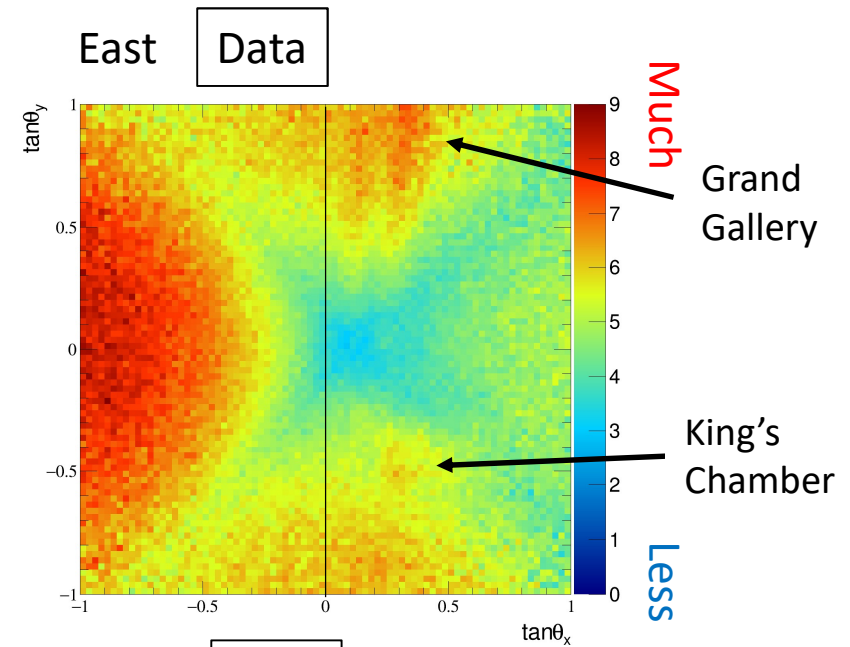 East
Data
tanθy
1
0.5
0
−0.5
−1
−1
−0.5
0
0.5
1
tanθx
9
8
7
6
5
4
3
2
1
0
Much
Less
Grand
Gallery
King’s
Chamber